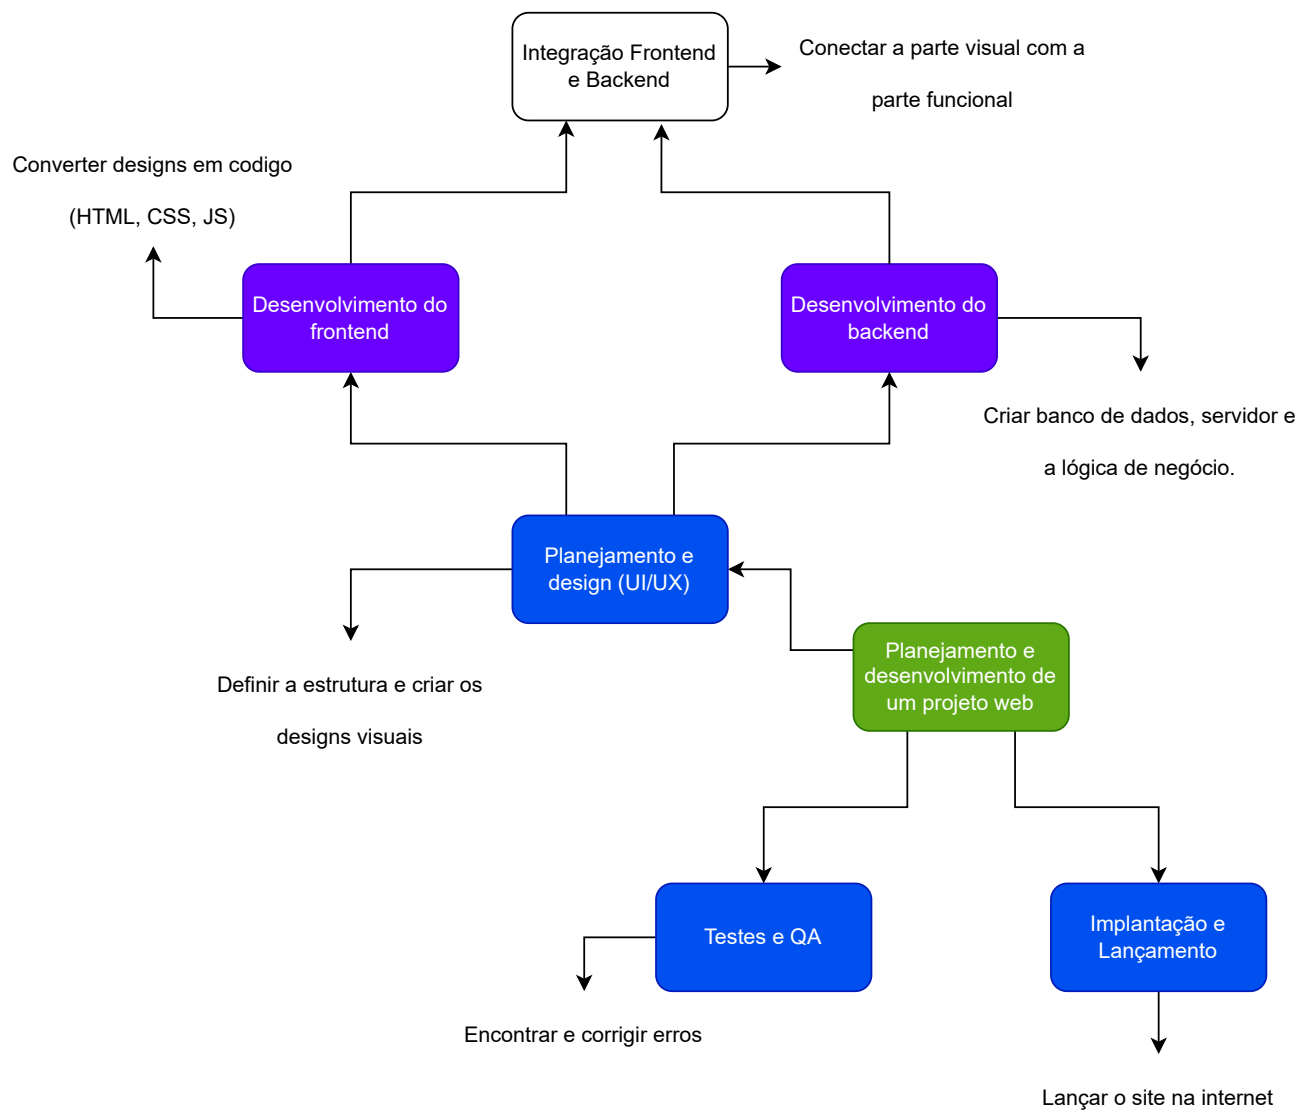 Integração Frontend
e Backend
Conectar a parte visual com a
parte funcional
Converter designs em codigo
(HTML, CSS, JS)
Desenvolvimento do
frontend
Desenvolvimento do
backend
Criar banco de dados, servidor e
a lógica de negócio.
Planejamento e
design (UI/UX)
Planejamento e
desenvolvimento de
um projeto web
Definir a estrutura e criar os
designs visuais
Testes e QA
Implantação e
Lançamento
Encontrar e corrigir erros
Lançar o site na internet